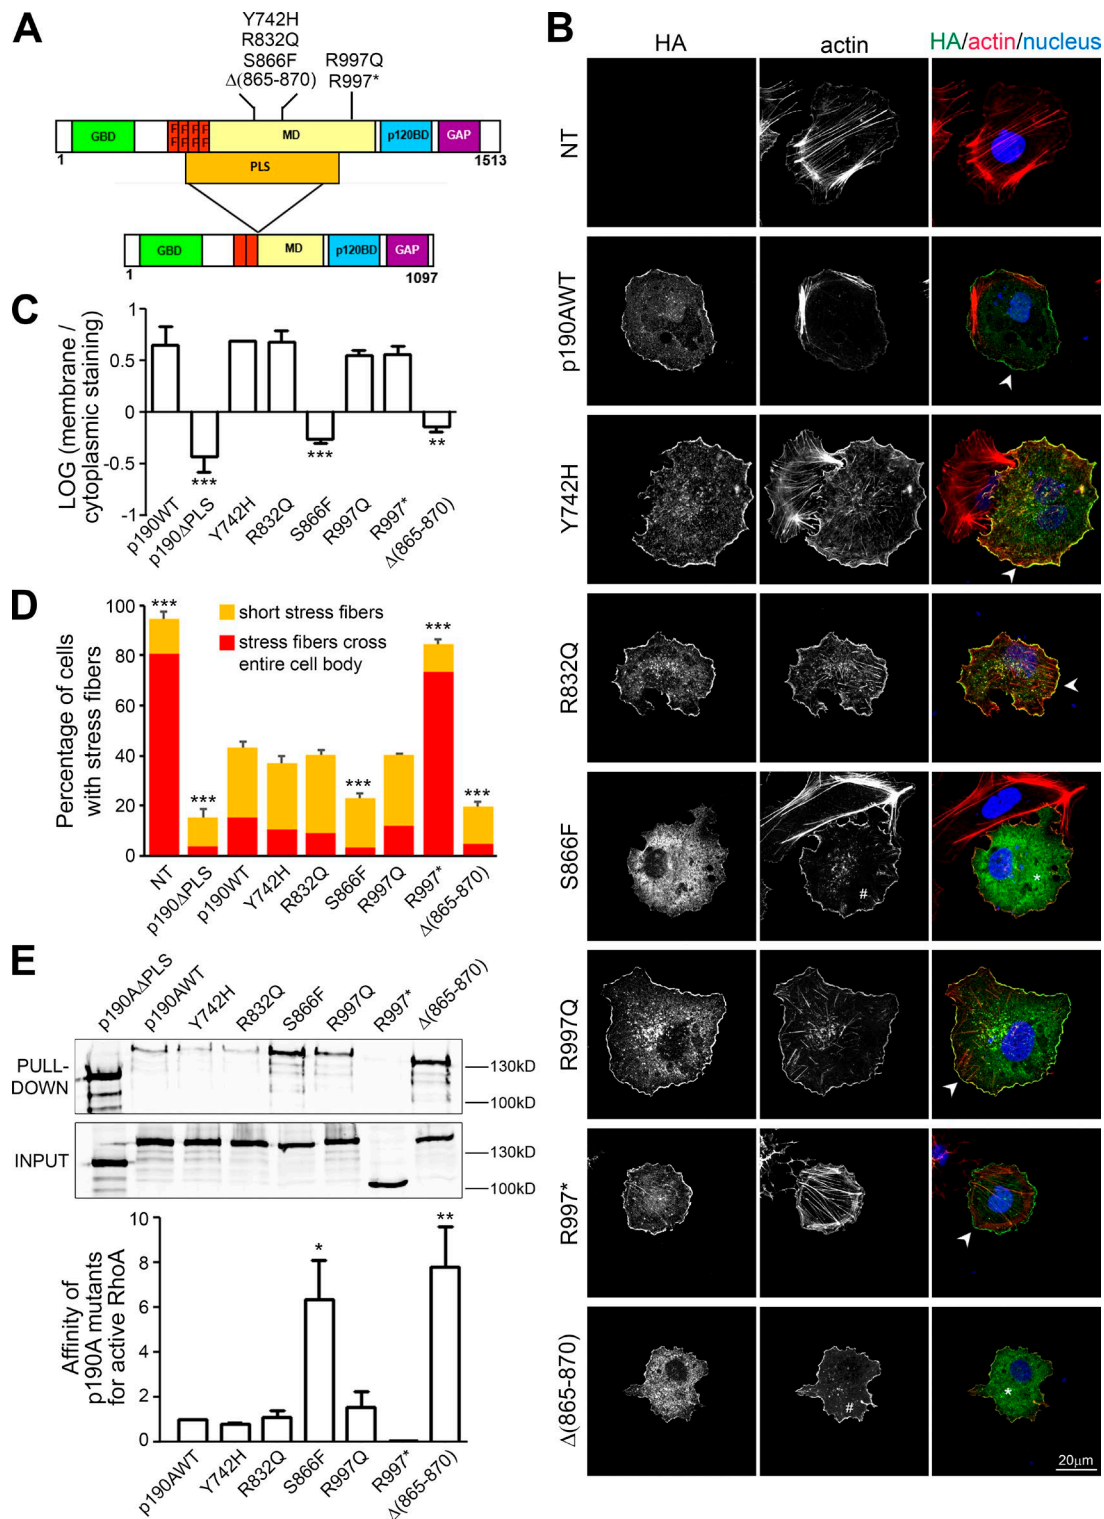 A
Y742H
R832Q
S866F
Δ(865-870)
R997Q
R997*
GBD
F F F F
F F F F
MD
p120BD
GAP
1
1513
PLS
GBD
MD
p120BD
GAP
1
1097
B
HA
actin
HA/actin/nucleus
NT
p190AWT
Y742H
R832Q
S866F
*
#
R997Q
R997*
Δ(865-870)
*
#
20µm
C
LOG (membrane /
cytoplasmic staining)
1
0.5
0
-0.5
-1
***
***
**
p190WT
p190ΔPLS
Y742H
R832Q
S866F
R997Q
R997*
Δ(865-870)
D
Percentage of cells
with stress fibers
100
80
60
40
20
0
short stress fibers
stress fibers cross
entire cell body
***
***
***
***
***
NT
p190ΔPLS
p190WT
Y742H
R832Q
S866F
R997Q
R997*
Δ(865-870)
E
p190AΔPLS
p190AWT
Y742H
R832Q
S866F
R997Q
R997*
Δ(865-870)
PULL-
DOWN
130kD
100kD
INPUT
130kD
100kD
Affinity of
p190A mutants
for active RhoA
10
8
6
4
2
0
*
**
p190AWT
Y742H
R832Q
S866F
R997Q
R997*
Δ(865-870)